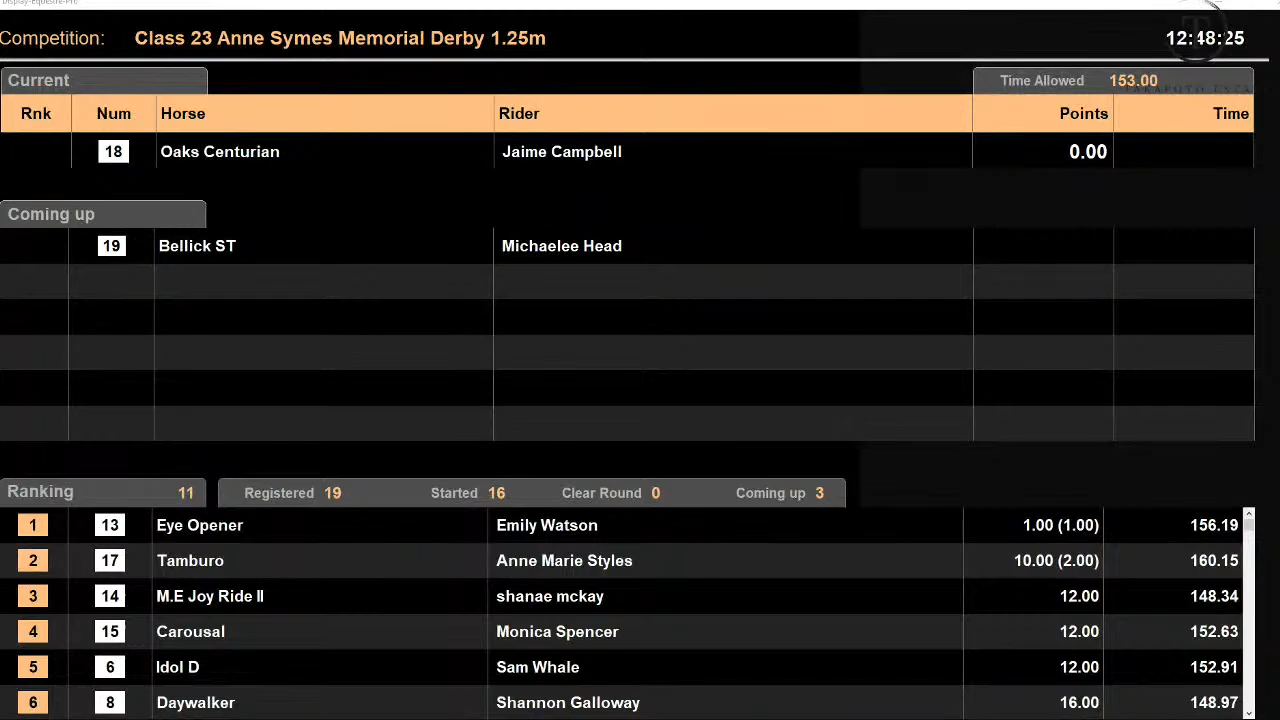 Display-Equestre-Pro
Competition: Class 23 Anne Symes Memorial Derby 1.25m 12:48:25
Current Time Allowed 153.00
Rnk Num Horse Rider Points Time
18 Oaks Centurian Jaime Campbell 0.00
Coming up
19 Bellick ST Michaelee Head
Ranking 11 Registered 19 Started 16 Clear Round 0 Coming up 3
1 13 Eye Opener Emily Watson 1.00 (1.00) 156.19
2 17 Tamburo Anne Marie Styles 10.00 (2.00) 160.15
3 14 M.E Joy Ride II shanae mckay 12.00 148.34
4 15 Carousal Monica Spencer 12.00 152.63
5 6 Idol D Sam Whale 12.00 152.91
6 8 Daywalker Shannon Galloway 16.00 148.97